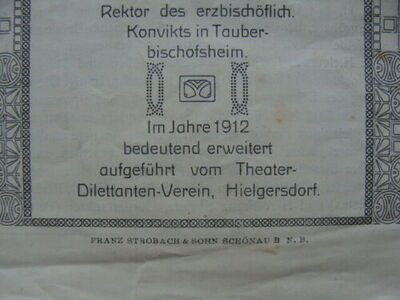 Rektor des erzbischöflich.
Konvikts in Tauber-
bischofsheim.
Im Jahre 1912
bedeutend erweitert
aufgeführt vom Theater-
Dilettanten-Verein, Hielgersdorf.
FRANZ STROBACH & SOHN SCHÖNAU B. N. B.